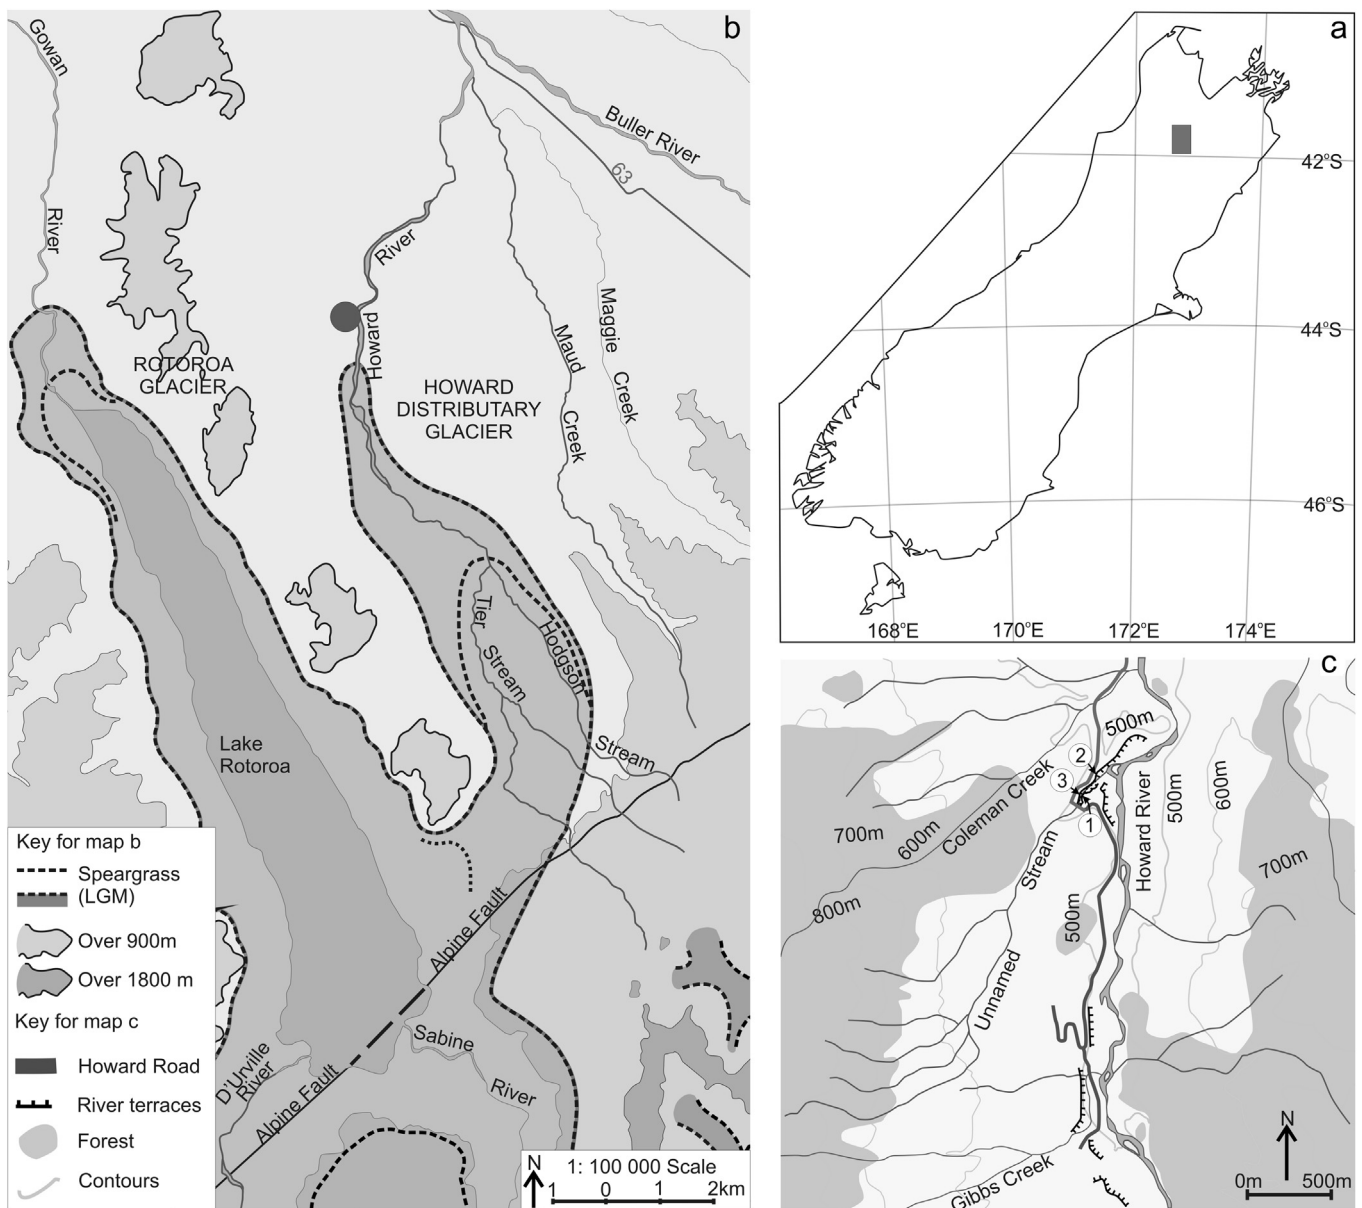 b
Gowan
River
Buller River
63
River
Howard
Maggie
Creek
Maud
Creek
ROTOROA
GLACIER
HOWARD
DISTRIBUTARY
GLACIER
Tier
Stream
Hodgson
Stream
Lake
Rotoroa
Alpine Fault
Sabine
River
D'Urville
River
Alpine Fault
Key for map b
Speargrass
(LGM)
Over 900m
Over 1800 m
Key for map c
Howard Road
River terraces
Forest
Contours
N
1: 100 000 Scale
1 0 1 2km
a
42°S
44°S
46°S
168°E 170°E 172°E 174°E
c
500m
2
3
1
Coleman Creek
700m
600m
800m
Stream
Unnamed
500m
Howard River
500m
600m
700m
Gibbs Creek
N
0m 500m